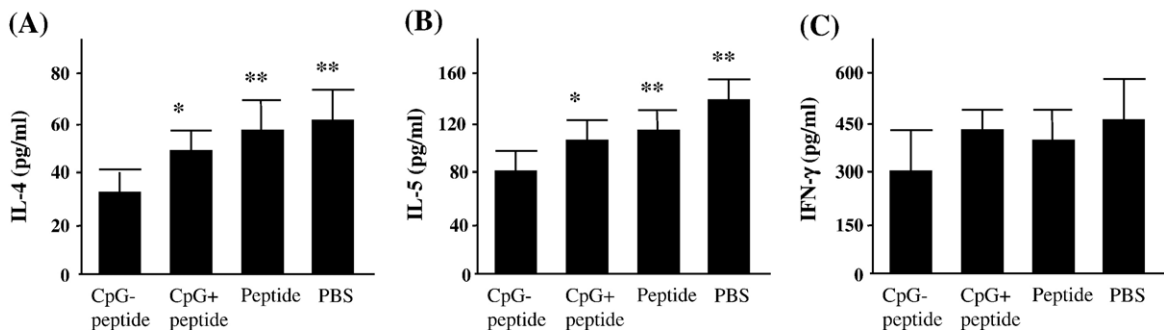 (A)
IL-4 (pg/ml)
80
60
40
20
0
*
**
**
CpG-
peptide
CpG+
peptide
Peptide
PBS
(B)
IL-5 (pg/ml)
160
120
80
40
0
*
**
**
CpG-
peptide
CpG+
peptide
Peptide
PBS
(C)
IFN-γ (pg/ml)
600
450
300
150
0
CpG-
peptide
CpG+
peptide
Peptide
PBS